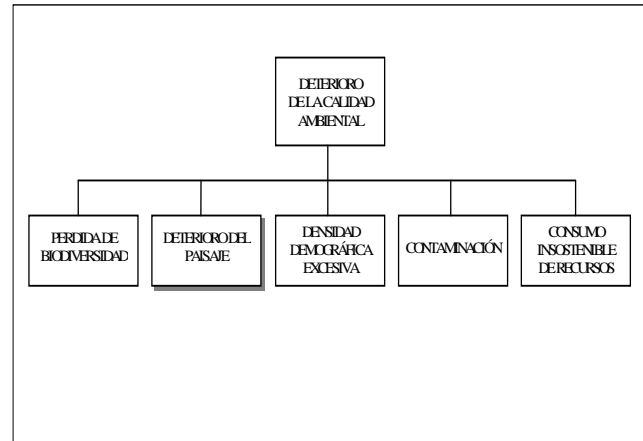 DETERIORO
DE LA CALIDAD
AMBIENTAL
PERDIDA DE
BIODIVERSIDAD
DETERIORO DEL
PAISAJE
DENSIDAD
DEMOGRÁFICA
EXCESIVA
CONTAMINACIÓN
CONSUMO
INSOSTENIBLE
DE RECURSOS